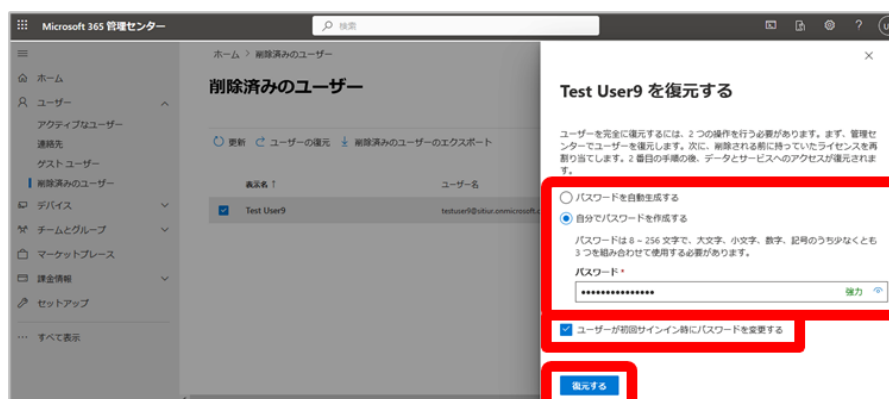 Microsoft 365 管理センター
検索
ホーム
ユーザー
アクティブなユーザー
連絡先
ゲスト ユーザー
削除済みのユーザー
デバイス
チームとグループ
マーケットプレース
課金情報
セットアップ
すべて表示
ホーム > 削除済みのユーザー
削除済みのユーザー
更新 ユーザーの復元 削除済みのユーザーのエクスポート
表示名 ↑ ユーザー名
Test User9
Test User9 を復元する
ユーザーを完全に復元するには、2 つの操作を行う必要があります。まず、管理セ
ンターでユーザーを復元します。次に、削除される前に持っていたライセンスを再
割り当てします。2 番目の手順の後、データとサービスへのアクセスが復元されま
す。
パスワードを自動生成する
自分でパスワードを作成する
パスワードは 8 ~ 256 文字で、大文字、小文字、数字、記号のうち少なくとも
3 つを組み合わせて使用する必要があります。
パスワード *
強力
ユーザーが初回サインイン時にパスワードを変更する
復元する